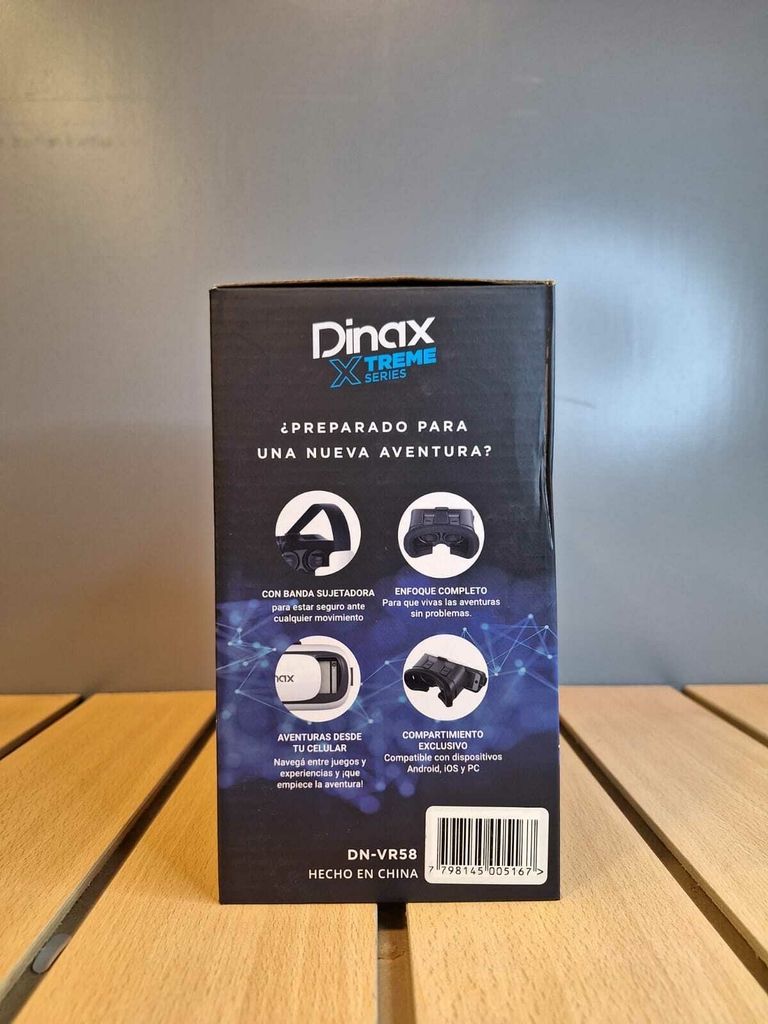 Dinax
XTREME
SERIES
¿PREPARADO PARA
UNA NUEVA AVENTURA?
CON BANDA SUJETADORA
para estar seguro ante
cualquier movimiento
ENFOQUE COMPLETO
Para que vivas las aventuras
sin problemas.
nax
AVENTURAS DESDE
TU CELULAR
Navegá entre juegos y
experiencias y ¡que
empiece la aventura!
COMPARTIMIENTO
EXCLUSIVO
Compatible con dispositivos
Android, iOS y PC
DN-VR58
HECHO EN CHINA
7 798145 005167 >